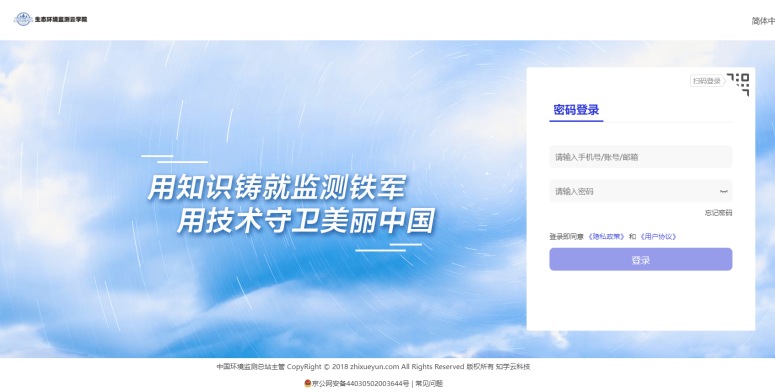 生态环境监测云学院
简体中
扫码登录
密码登录
请输入手机号/账号/邮箱
用知识铸就监测铁军
请输入密码
用技术守卫美丽中国
忘记密码
登录即同意 《隐私政策》 和 《用户协议》
登录
中国环境监测总站主管 CopyRight © 2018 zhixueyun.com All Rights Reserved 版权所有 知学云科技
京公网安备44030502003644号 | 常见问题